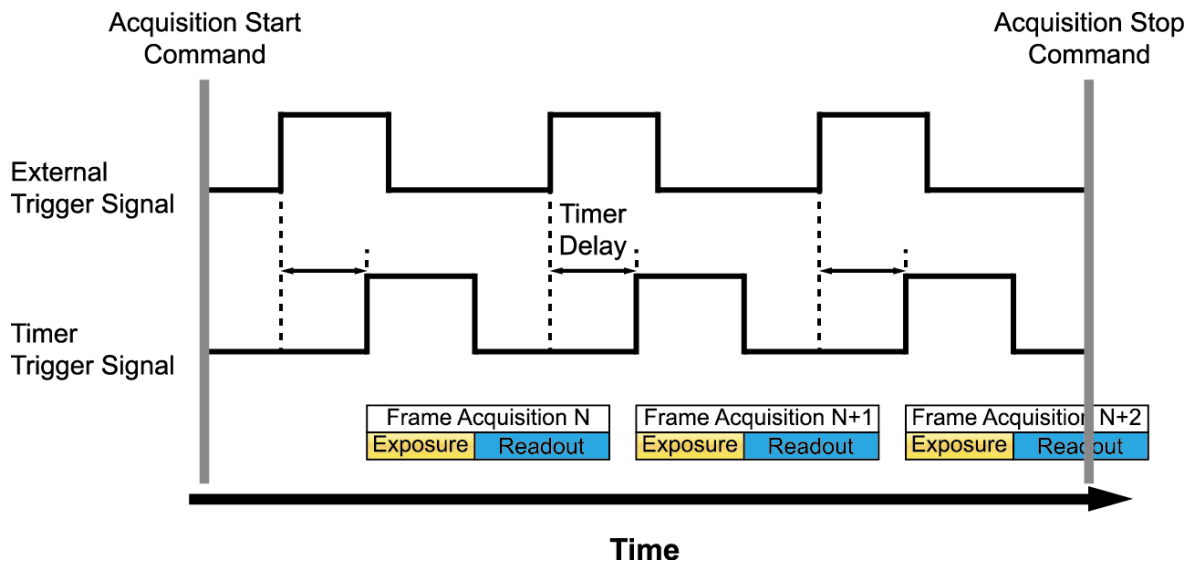 Acquisition Start
Command
Acquisition Stop
Command
External
Trigger Signal
Timer
Delay
Timer
Trigger Signal
Frame Acquisition N
Frame Acquisition N+1
Frame Acquisition N+2
Exposure
Readout
Exposure
Readout
Exposure
Readout
Time